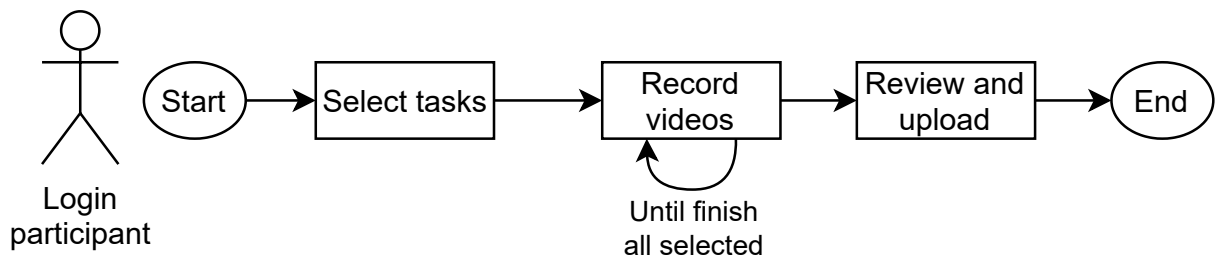 Start
Select tasks
Record
videos
Review and
upload
End
Login
participant
Until finish
all selected